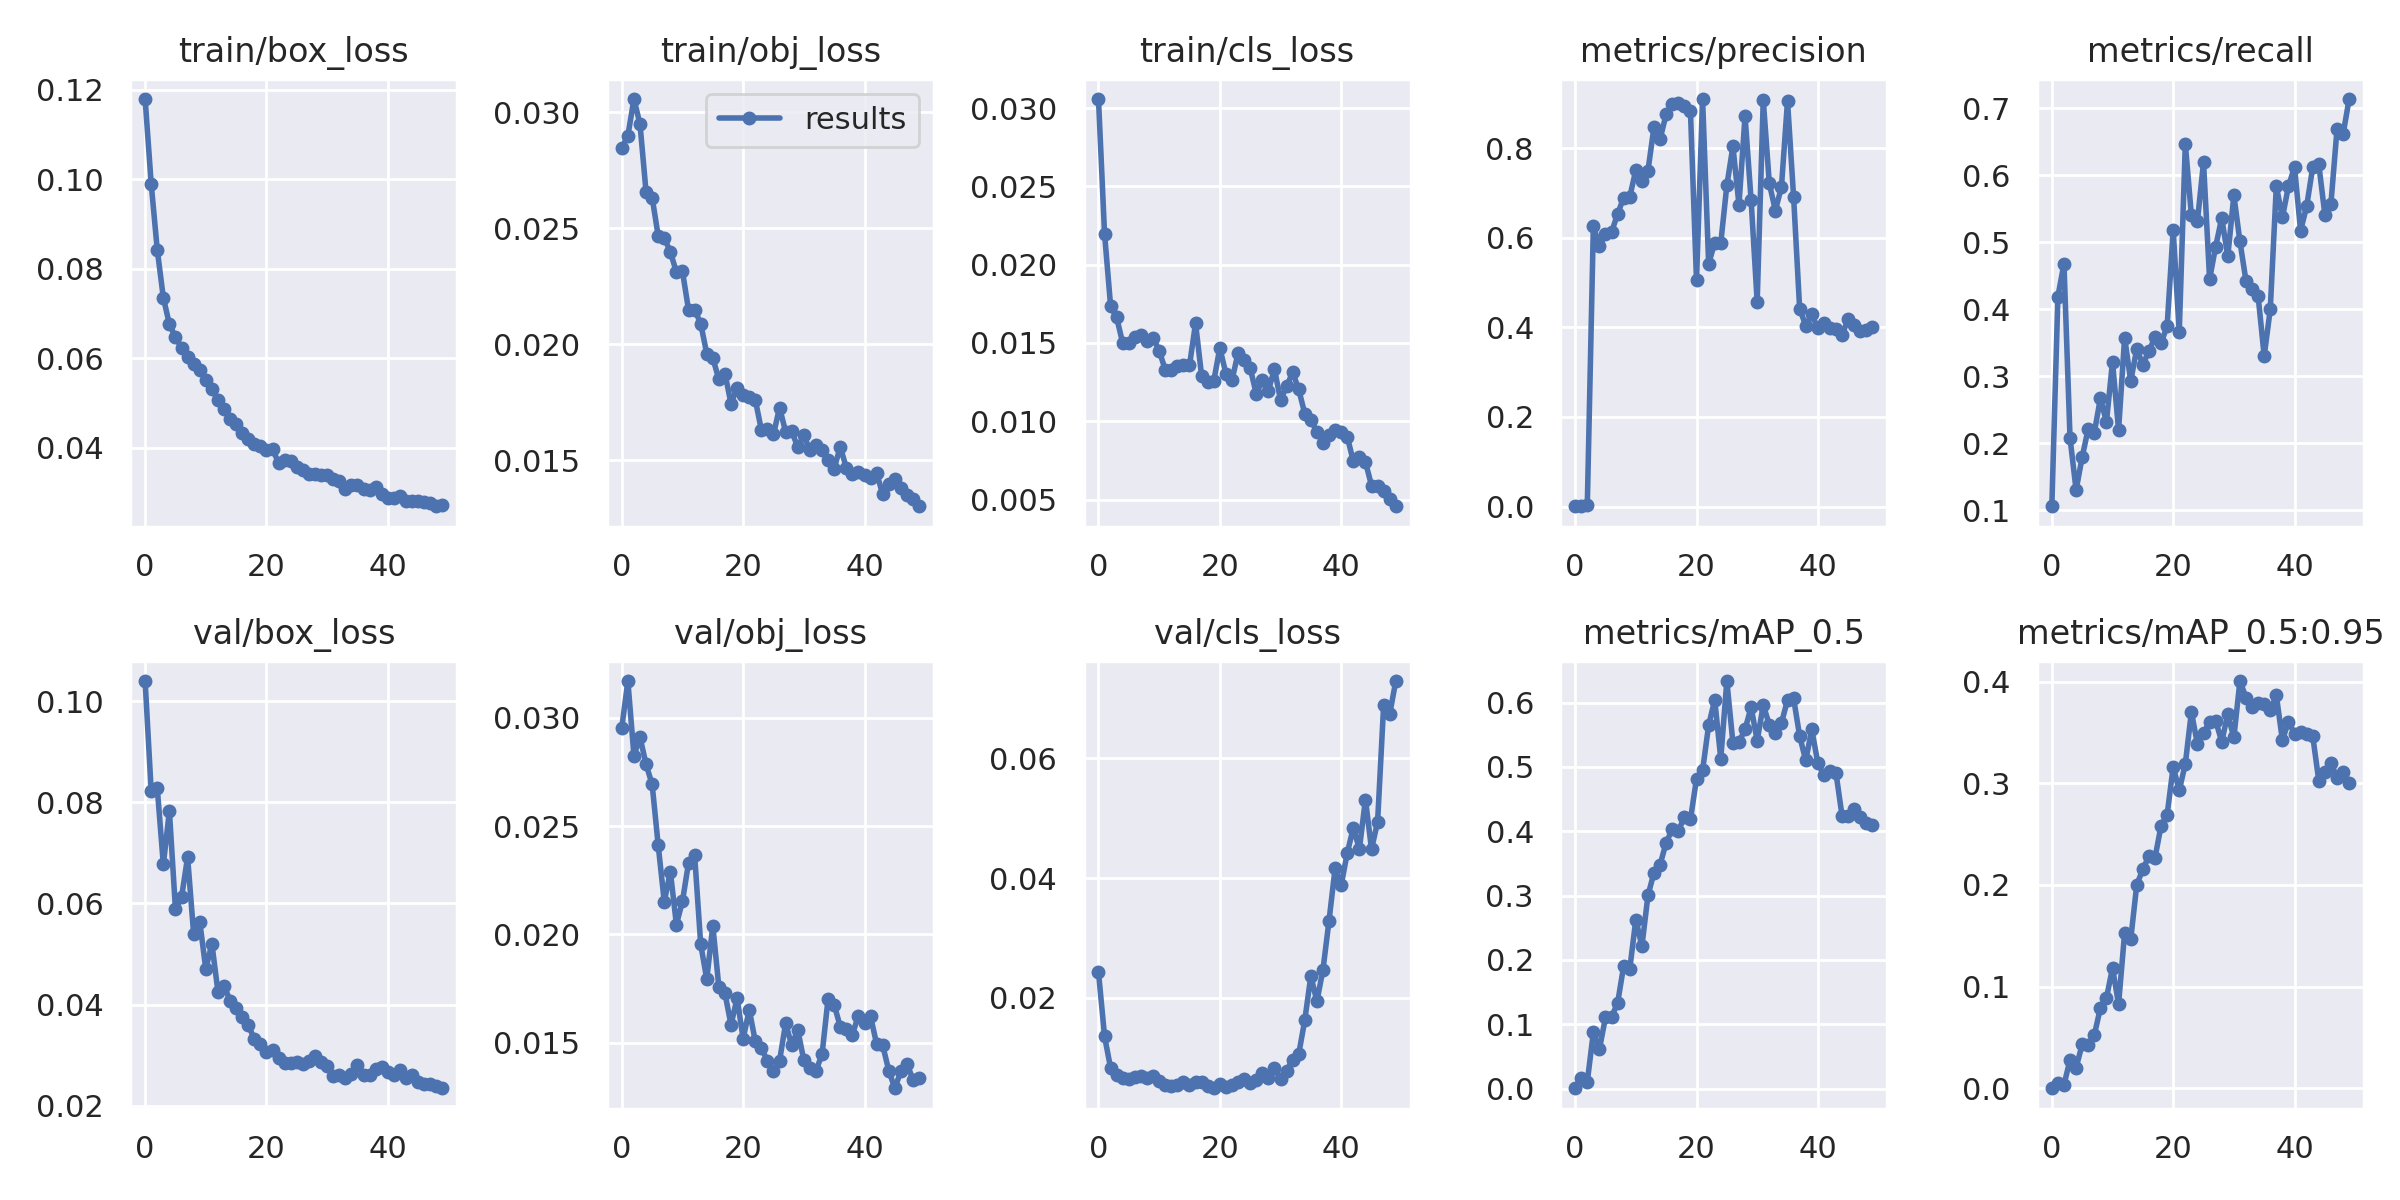 train/box_loss
train/obj_loss
train/cls_loss
metrics/precision
metrics/recall
results
0.12
0.10
0.08
0.06
0.04
0 20 40
0.030
0.025
0.020
0.015
0 20 40
0.030
0.025
0.020
0.015
0.010
0.005
0 20 40
0.8
0.6
0.4
0.2
0.0
0 20 40
0.7
0.6
0.5
0.4
0.3
0.2
0.1
0 20 40
val/box_loss
val/obj_loss
val/cls_loss
metrics/mAP_0.5
metrics/mAP_0.5:0.95
0.10
0.08
0.06
0.04
0.02
0 20 40
0.030
0.025
0.020
0.015
0 20 40
0.06
0.04
0.02
0 20 40
0.6
0.5
0.4
0.3
0.2
0.1
0.0
0 20 40
0.4
0.3
0.2
0.1
0.0
0 20 40